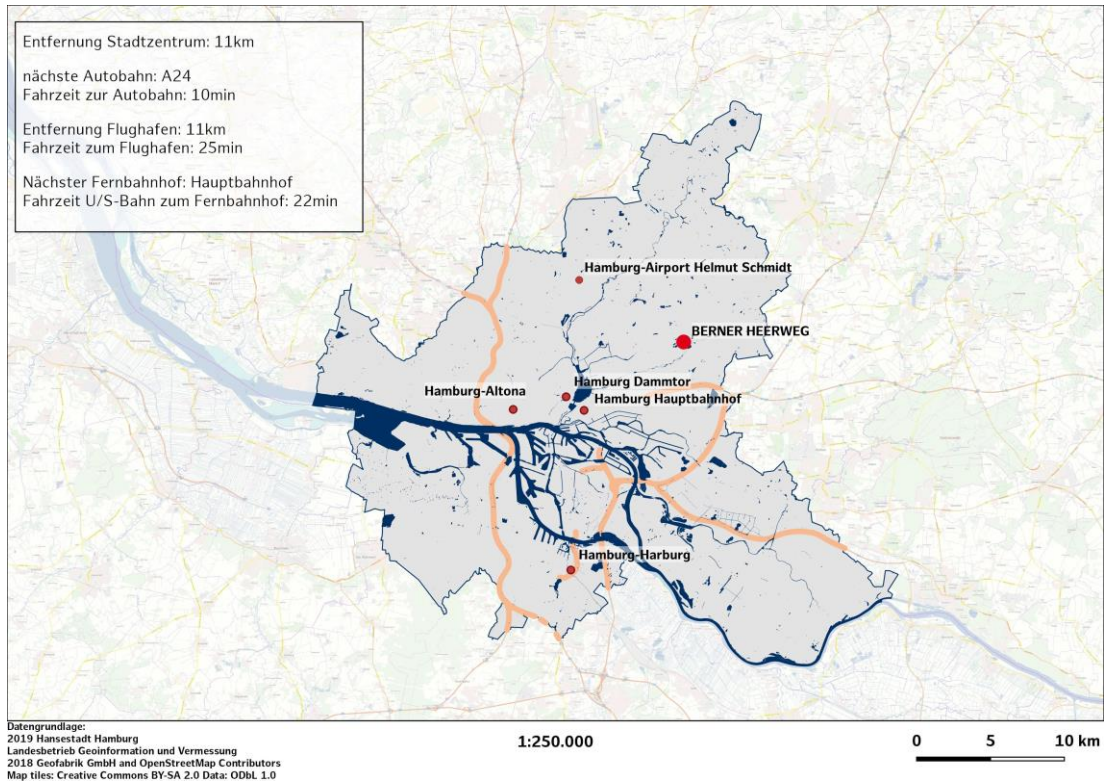 Entfernung Stadtzentrum: 11km
nächste Autobahn: A24
Fahrzeit zur Autobahn: 10min
Entfernung Flughafen: 11km
Fahrzeit zum Flughafen: 25min
Nächster Fernbahnhof: Hauptbahnhof
Fahrzeit U/S-Bahn zum Fernbahnhof: 22min
Hamburg-Airport Helmut Schmidt
BERNER HEERWEG
Hamburg Dammtor
Hamburg-Altona
Hamburg Hauptbahnhof
Hamburg-Harburg
Datengrundlage:
2019 Hansestadt Hamburg
Landesbetrieb Geoinformation und Vermessung
2018 Geofabrik GmbH and OpenStreetMap Contributors
Map tiles: Creative Commons BY-SA 2.0 Data: ODbL 1.0
1:250.000
0 5 10 km